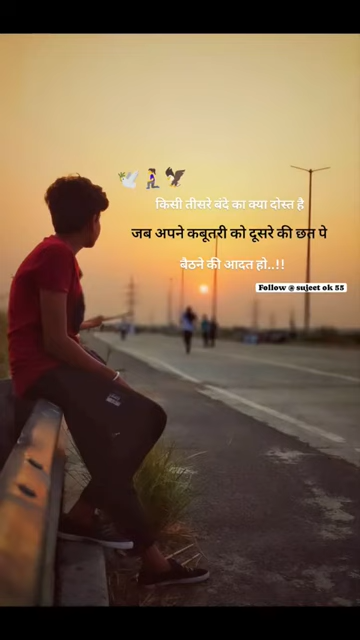 किसी तीसरे बंदे का क्या दोस्त है
जब अपने कबूतरी को दूसरे की छत पे
बैठने की आदत हो..!!
Follow @ sujeet ok 55